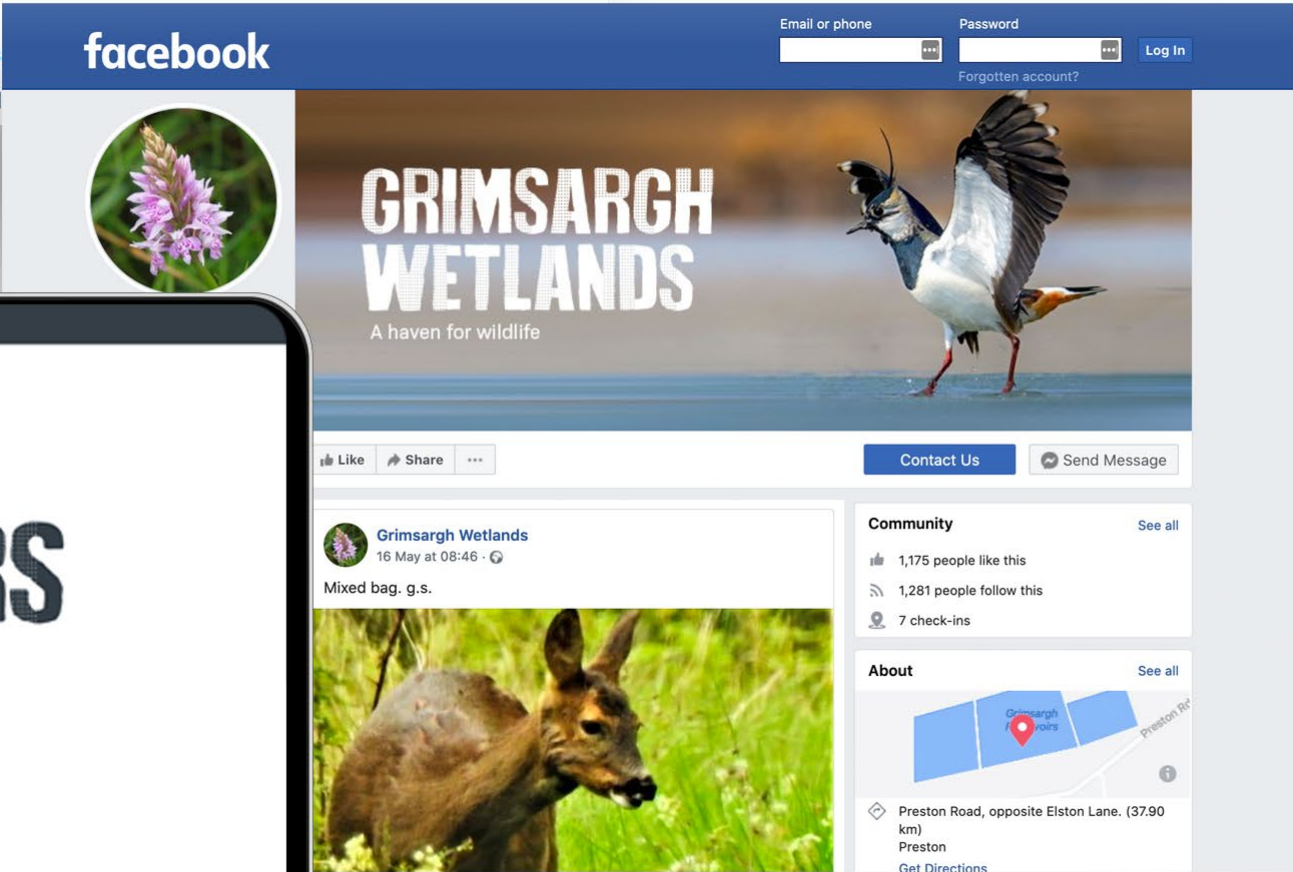 facebook
Email or phone
Password
Log In
Forgotten account?
GRIMSARGH
WETLANDS
A haven for wildlife
Like
Share
Contact Us
Send Message
RS
Grimsargh Wetlands
16 May at 08:46 ·
Mixed bag. g.s.
Community
See all
1,175 people like this
1,281 people follow this
7 check-ins
About
See all
Grimsargh
Preston Rd
Preston Road, opposite Elston Lane. (37.90
km)
Preston
Get Directions